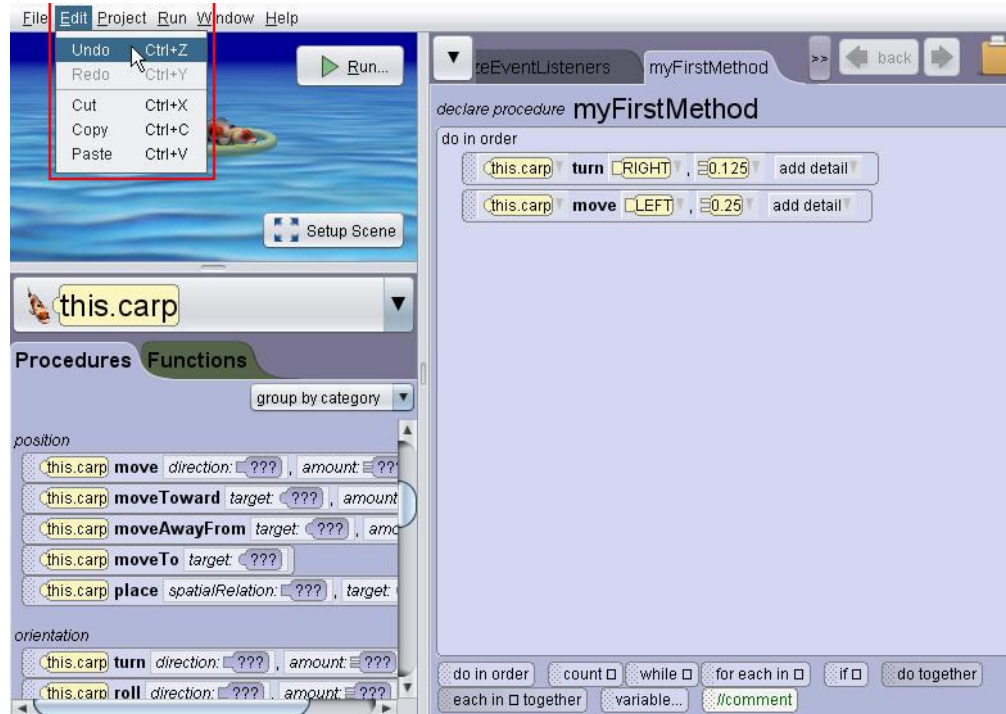 File Edit Project Run Window Help
Undo Ctrl+Z
Redo Ctrl+Y
Cut Ctrl+X
Copy Ctrl+C
Paste Ctrl+V
Run...
Setup Scene
this.carp
Procedures Functions
group by category
position
this.carp move direction: ??? , amount: ??
this.carp moveToward target: ??? , amount
this.carp moveAwayFrom target: ??? , amo
this.carp moveTo target: ???
this.carp place spatialRelation: ??? , target:
orientation
this.carp turn direction: ??? , amount: ???
this.carp roll direction: ??? , amount: ???
zeEventListeners myFirstMethod >> back
declare procedure myFirstMethod
do in order
this.carp turn RIGHT , 0.125 add detail
this.carp move LEFT , 0.25 add detail
do in order count while for each in if do together
each in together variable... //comment